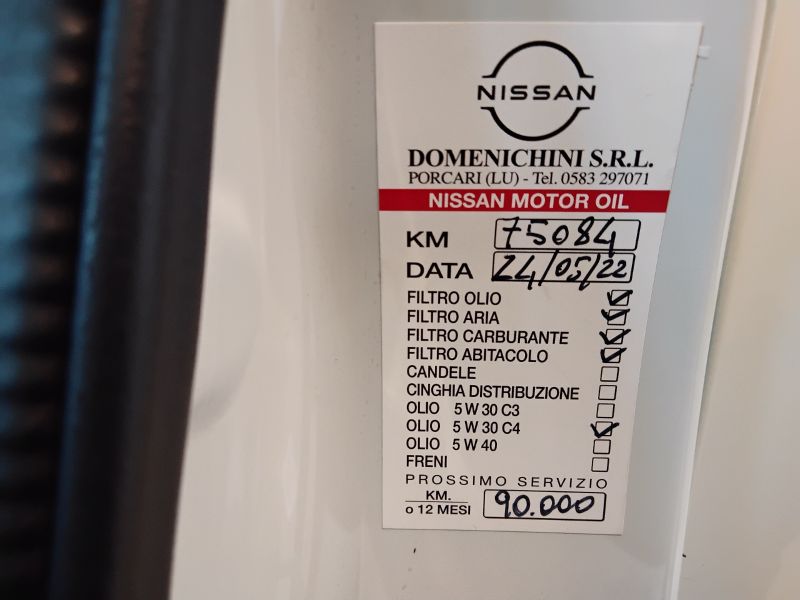 NISSAN
DOMENICHINI S.R.L.
PORCARI (LU) - Tel. 0583 297071
NISSAN MOTOR OIL
KM 75084
DATA 24/05/22
FILTRO OLIO
FILTRO ARIA
FILTRO CARBURANTE
FILTRO ABITACOLO
CANDELE
CINGHIA DISTRIBUZIONE
OLIO 5 W 30 C3
OLIO 5 W 30 C4
OLIO 5 W 40
FRENI
PROSSIMO SERVIZIO
KM.
o 12 MESI 90.000